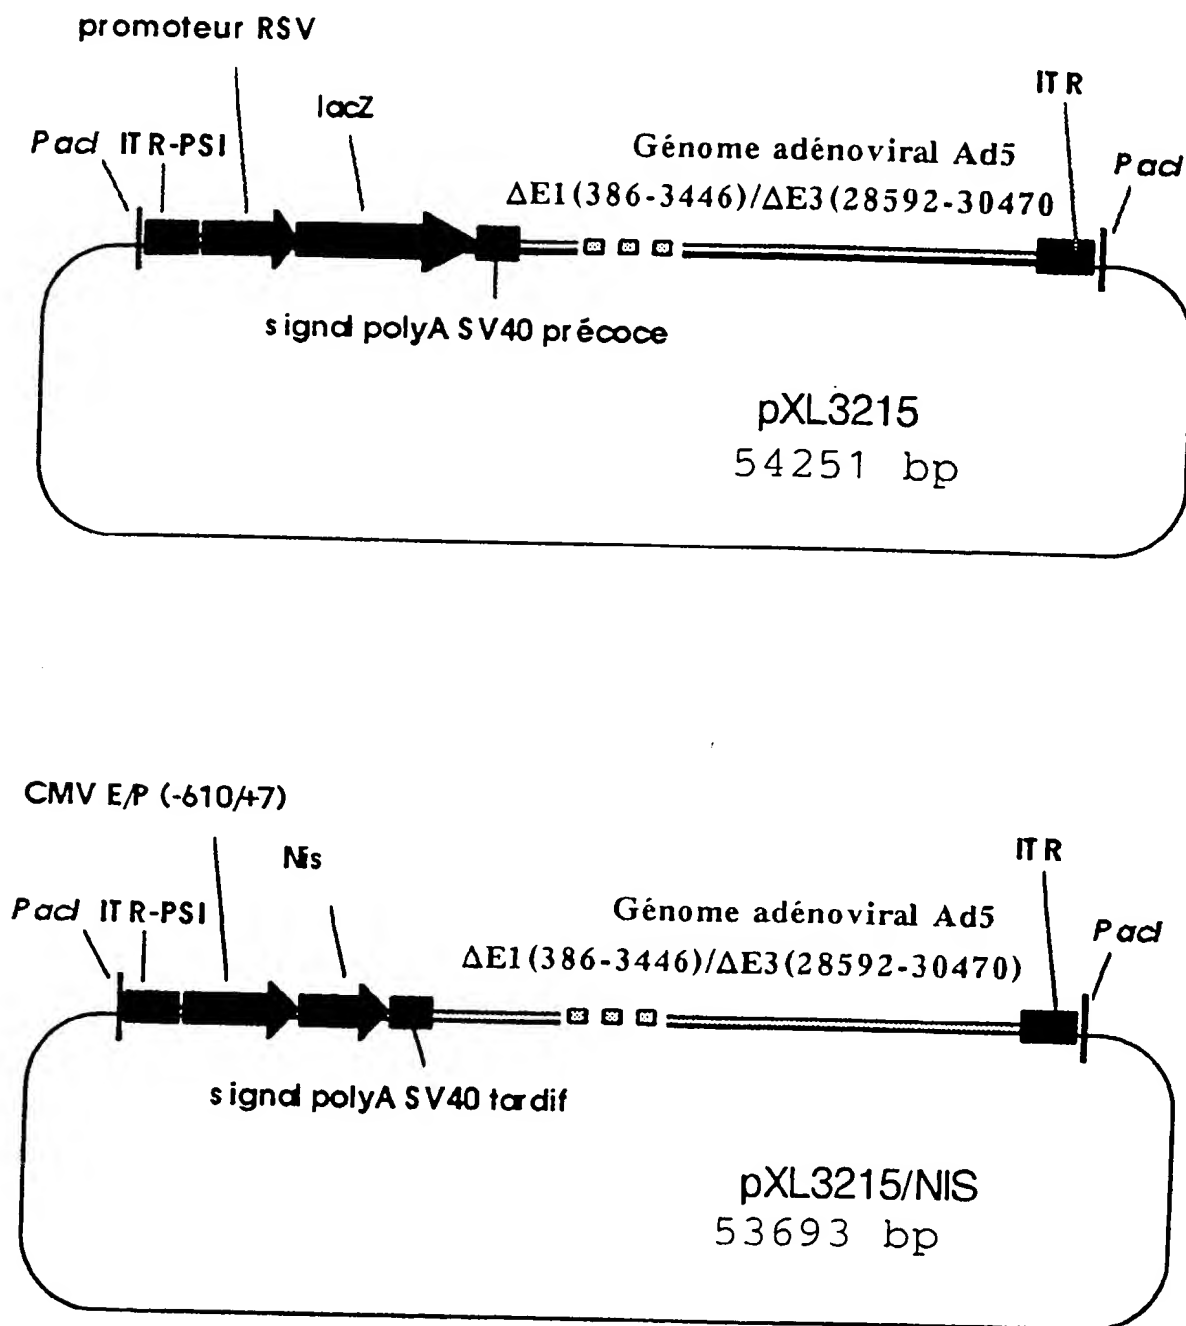 promoteur RSV
ITR
lacZ
PacI ITR-PSI
Génome adénoviral Ad5
PacI
ΔE1(386-3446)/ΔE3(28592-30470
signal polyA SV40 précoce
pXL3215
54251 bp
CMV E/P (-610/+7)
Nis
ITR
PacI ITR-PSI
Génome adénoviral Ad5
PacI
ΔE1(386-3446)/ΔE3(28592-30470)
signal polyA SV40 tardif
pXL3215/NIS
53693 bp